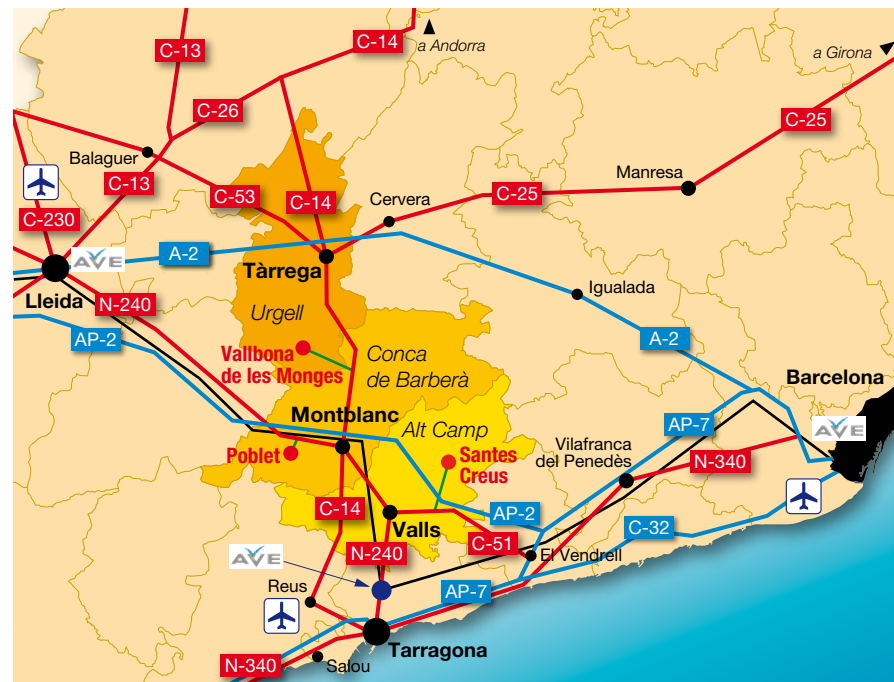 C-13
C-14
a Andorra
a Girona
C-26
C-25
Balaguer
C-13
Manresa
C-53
C-14
Cervera
C-25
C-230
AVE
A-2
Tàrrega
Lleida
N-240
Igualada
Urgell
AP-2
A-2
Vallbona
de les Monges
Conca
de Barberà
Barcelona
Montblanc
Alt Camp
AP-7
AVE
Vilafranca
del Penedès
Poblet
Santes
Creus
N-340
C-14
AP-2
Valls
C-32
N-240
C-51
El Vendrell
AVE
Reus
AP-7
Tarragona
N-340
Salou